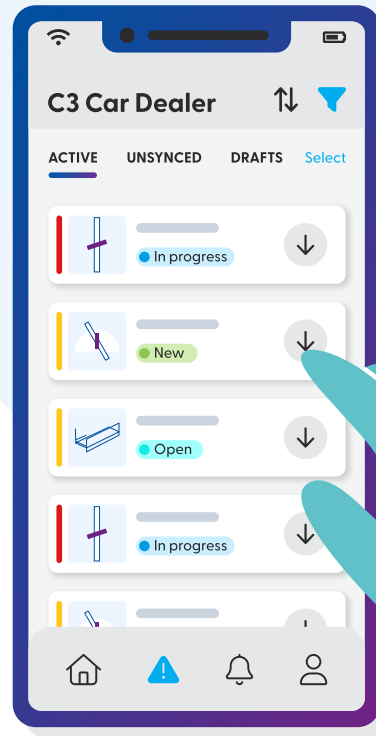 C3 Car Dealer
ACTIVE UNSYNCED DRAFTS Select
In progress
New
Open
In progress